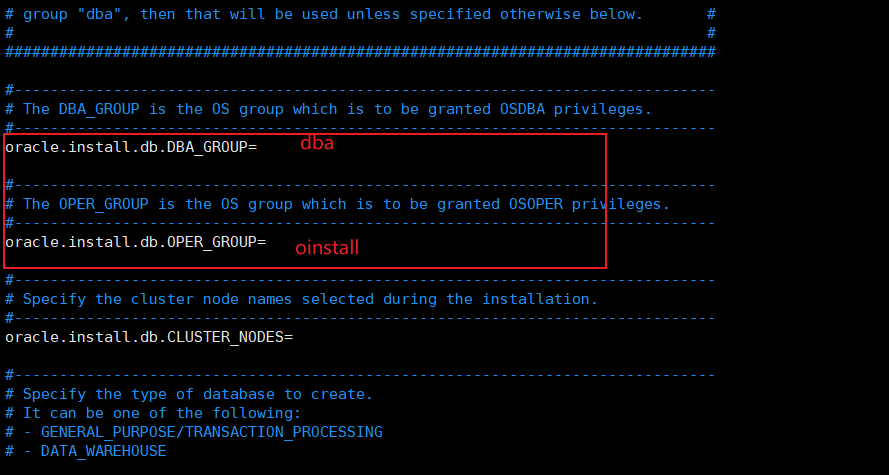 # group "dba", then that will be used unless specified otherwise below. #
# #
###############################################################################
#------------------------------------------------------------------------------
# The DBA_GROUP is the OS group which is to be granted OSDBA privileges.
#------------------------------------------------------------------------------
oracle.install.db.DBA_GROUP= dba
#------------------------------------------------------------------------------
# The OPER_GROUP is the OS group which is to be granted OSOPER privileges.
#------------------------------------------------------------------------------
oracle.install.db.OPER_GROUP= oinstall
#------------------------------------------------------------------------------
# Specify the cluster node names selected during the installation.
#------------------------------------------------------------------------------
oracle.install.db.CLUSTER_NODES=
#------------------------------------------------------------------------------
# Specify the type of database to create.
# It can be one of the following:
# - GENERAL_PURPOSE/TRANSACTION_PROCESSING
# - DATA_WAREHOUSE